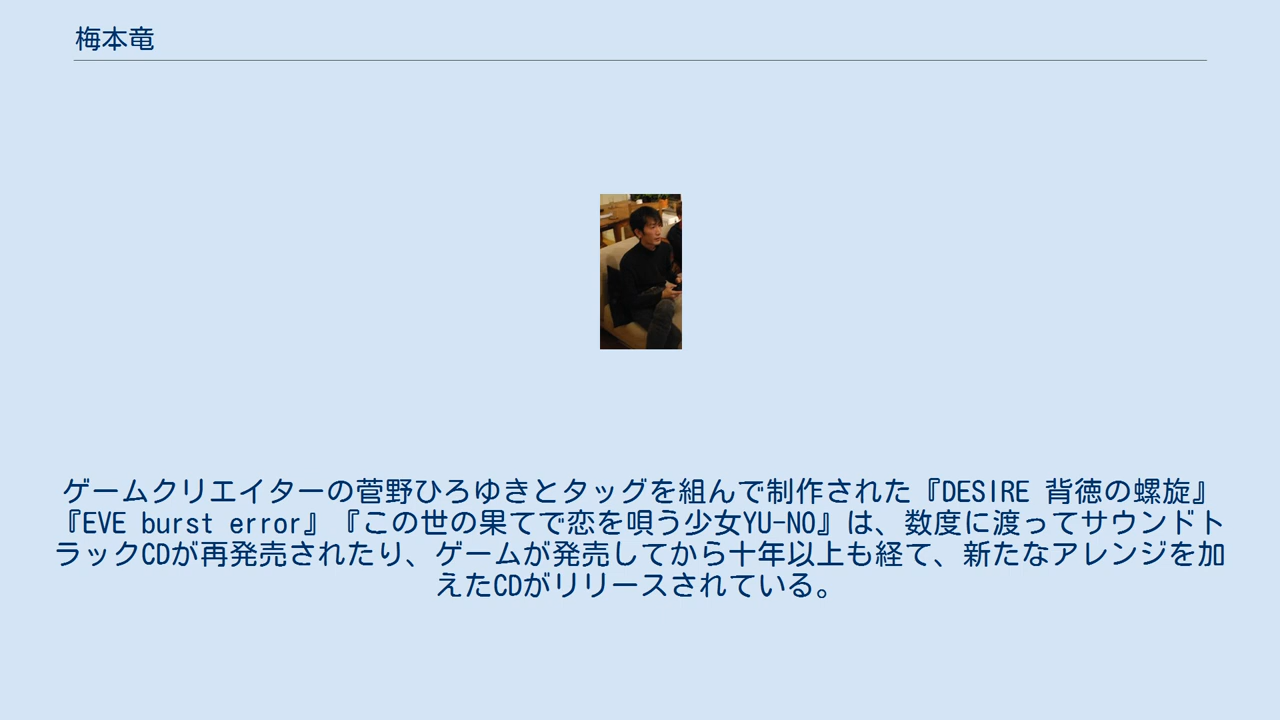 梅本竜
ゲームクリエイターの菅野ひろゆきとタッグを組んで制作された『DESIRE 背徳の螺旋』
『EVE burst error』『この世の果てで恋を唄う少女YU-NO』は、数度に渡ってサウンドト
ラックCDが再発売されたり、ゲームが発売してから十年以上も経て、新たなアレンジを加
えたCDがリリースされている。